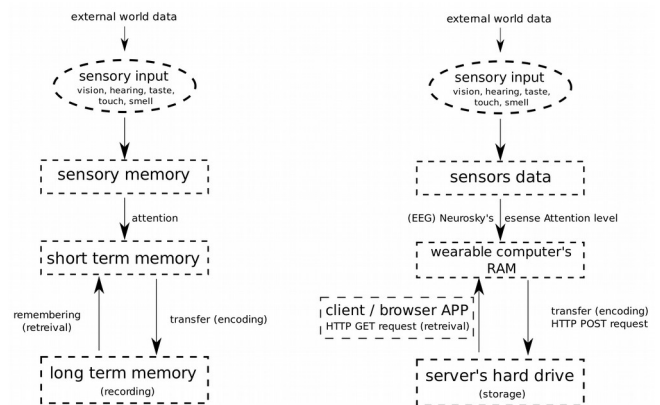 external world data
sensory input
vision, hearing, taste,
touch, smell
sensory memory
attention
short term memory
remembering
(retreival)
transfer (encoding)
long term memory
(recording)
external world data
sensory input
vision, hearing, taste,
touch, smell
sensors data
(EEG) Neurosky's esense Attention level
wearable computer's
RAM
client / browser APP
HTTP GET request (retreival)
transfer (encoding)
HTTP POST request
server's hard drive
(storage)